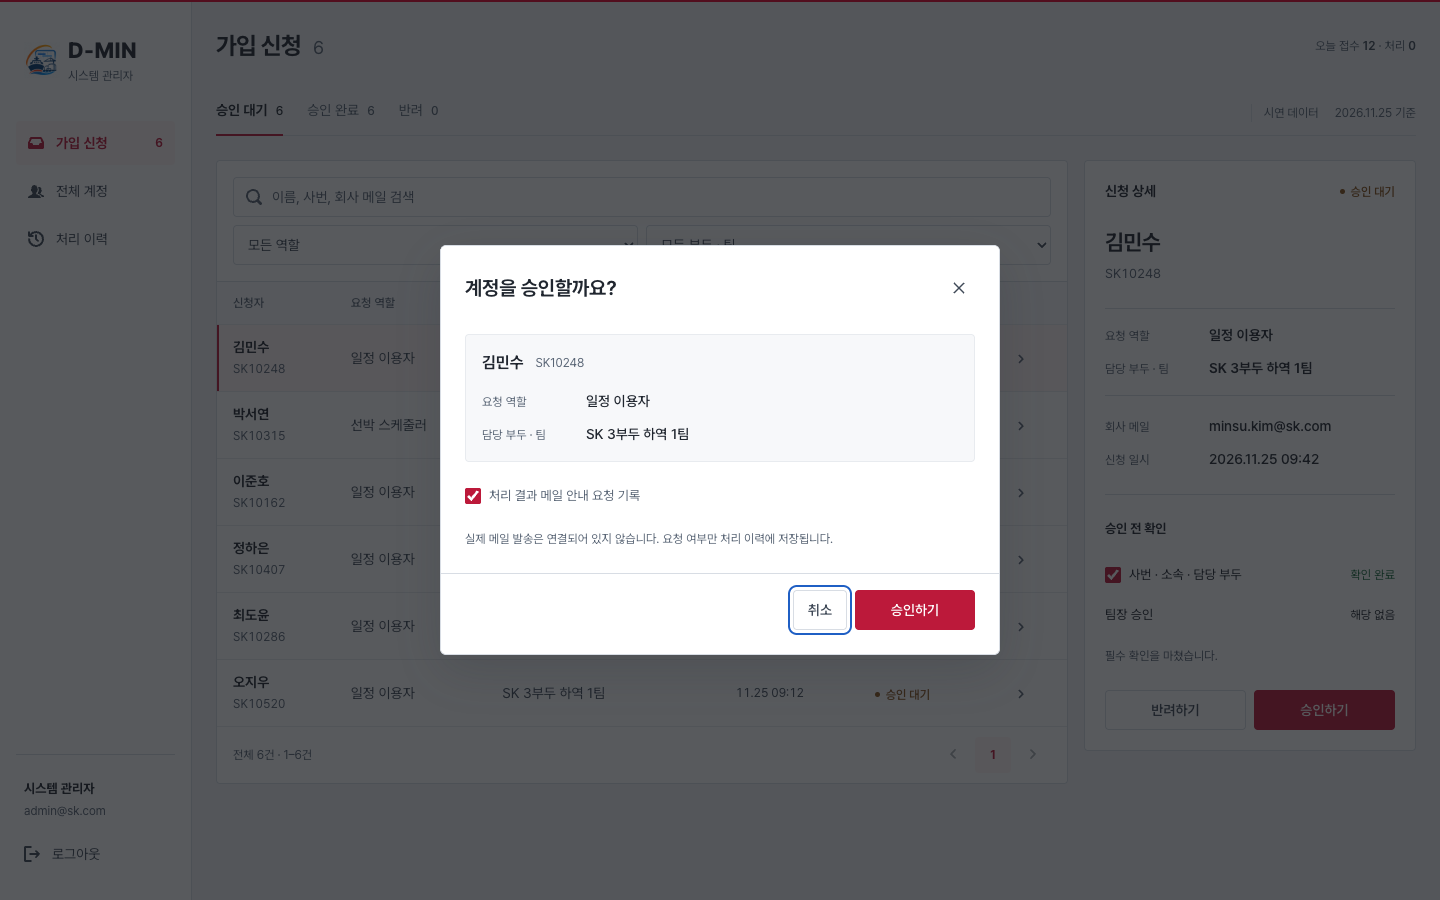 D-MIN
시스템 관리자
가입 신청 6
전체 계정
처리 이력
시스템 관리자
admin@sk.com
로그아웃
가입 신청 6
오늘 접수 12 · 처리 0
승인 대기 6 승인 완료 6 반려 0
시연 데이터 2026.11.25 기준
이름, 사번, 회사 메일 검색
모든 역할
신청자 요청 역할
김민수
SK10248
일정 이용자
박서연
SK10315
선박 스케줄러
이준호
SK10162
일정 이용자
정하은
SK10407
일정 이용자
최도윤
SK10286
일정 이용자
오지우
SK10520
일정 이용자 SK 3부두 하역 1팀 11.25 09:12 승인 대기
전체 6건 · 1–6건
1
신청 상세 승인 대기
김민수
SK10248
요청 역할 일정 이용자
담당 부두 · 팀 SK 3부두 하역 1팀
회사 메일 minsu.kim@sk.com
신청 일시 2026.11.25 09:42
승인 전 확인
사번 · 소속 · 담당 부두 확인 완료
팀장 승인 해당 없음
필수 확인을 마쳤습니다.
반려하기 승인하기
계정을 승인할까요?
김민수 SK10248
요청 역할 일정 이용자
담당 부두 · 팀 SK 3부두 하역 1팀
처리 결과 메일 안내 요청 기록
실제 메일 발송은 연결되어 있지 않습니다. 요청 여부만 처리 이력에 저장됩니다.
취소 승인하기